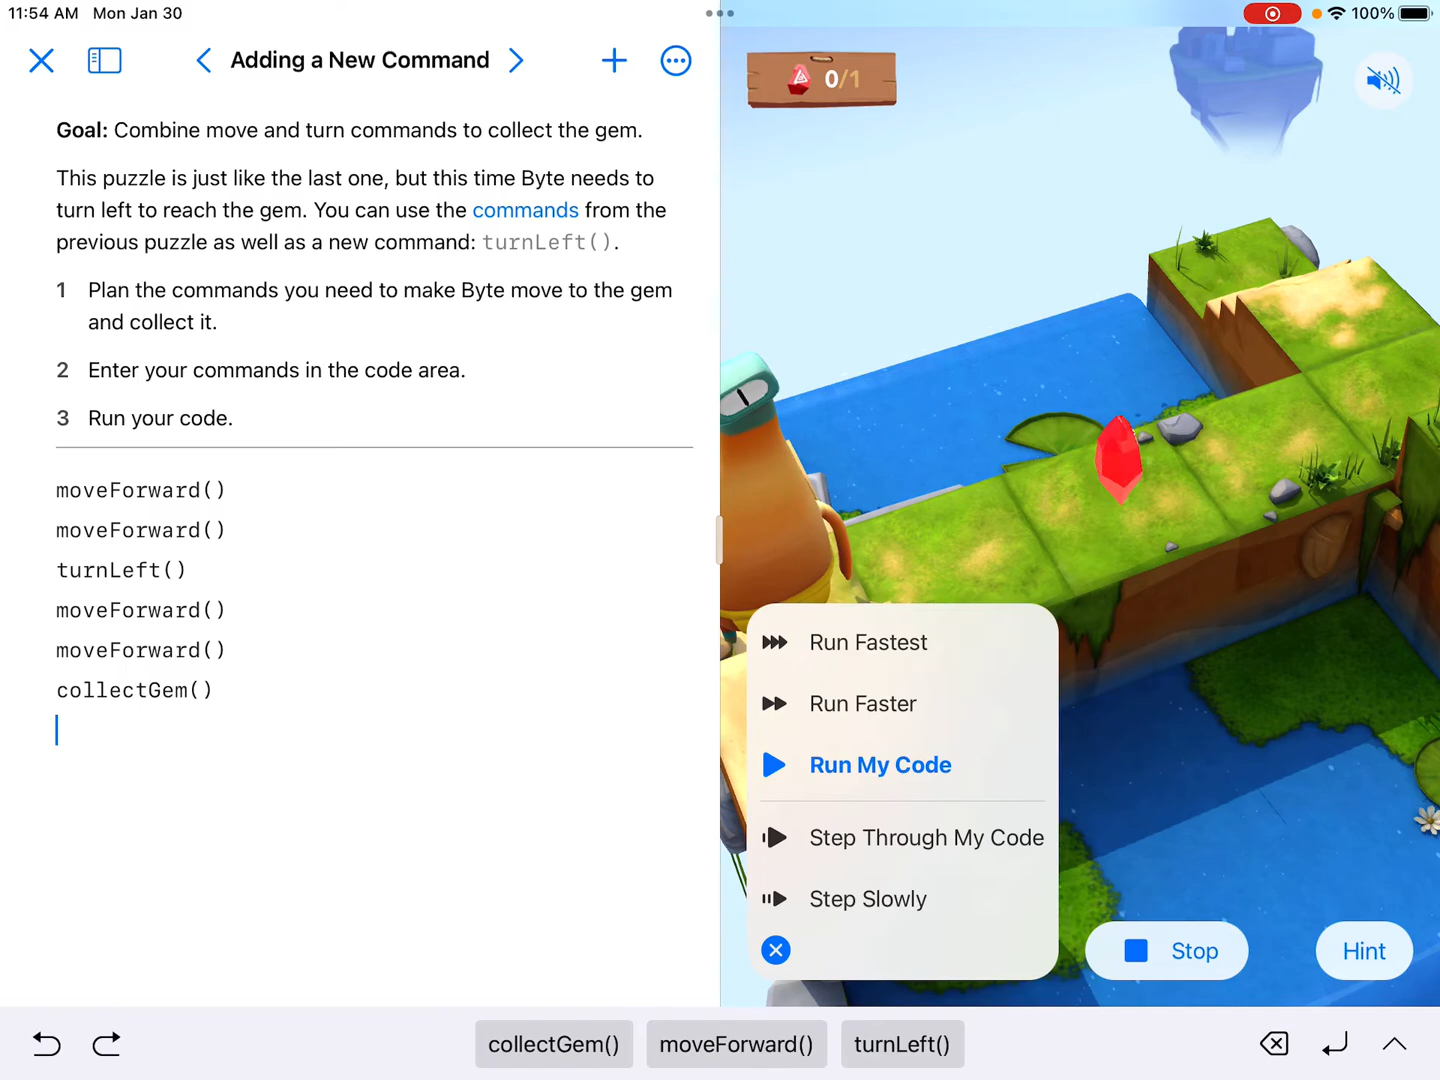 11:54 AM Mon Jan 30
100%
Adding a New Command
0/1
Goal: Combine move and turn commands to collect the gem.
This puzzle is just like the last one, but this time Byte needs to
turn left to reach the gem. You can use the commands from the
previous puzzle as well as a new command: turnLeft().
1 Plan the commands you need to make Byte move to the gem
and collect it.
2 Enter your commands in the code area.
3 Run your code.
moveForward()
moveForward()
turnLeft()
moveForward()
moveForward()
collectGem()
Run Fastest
Run Faster
Run My Code
Step Through My Code
Step Slowly
Stop
Hint
collectGem() moveForward() turnLeft()